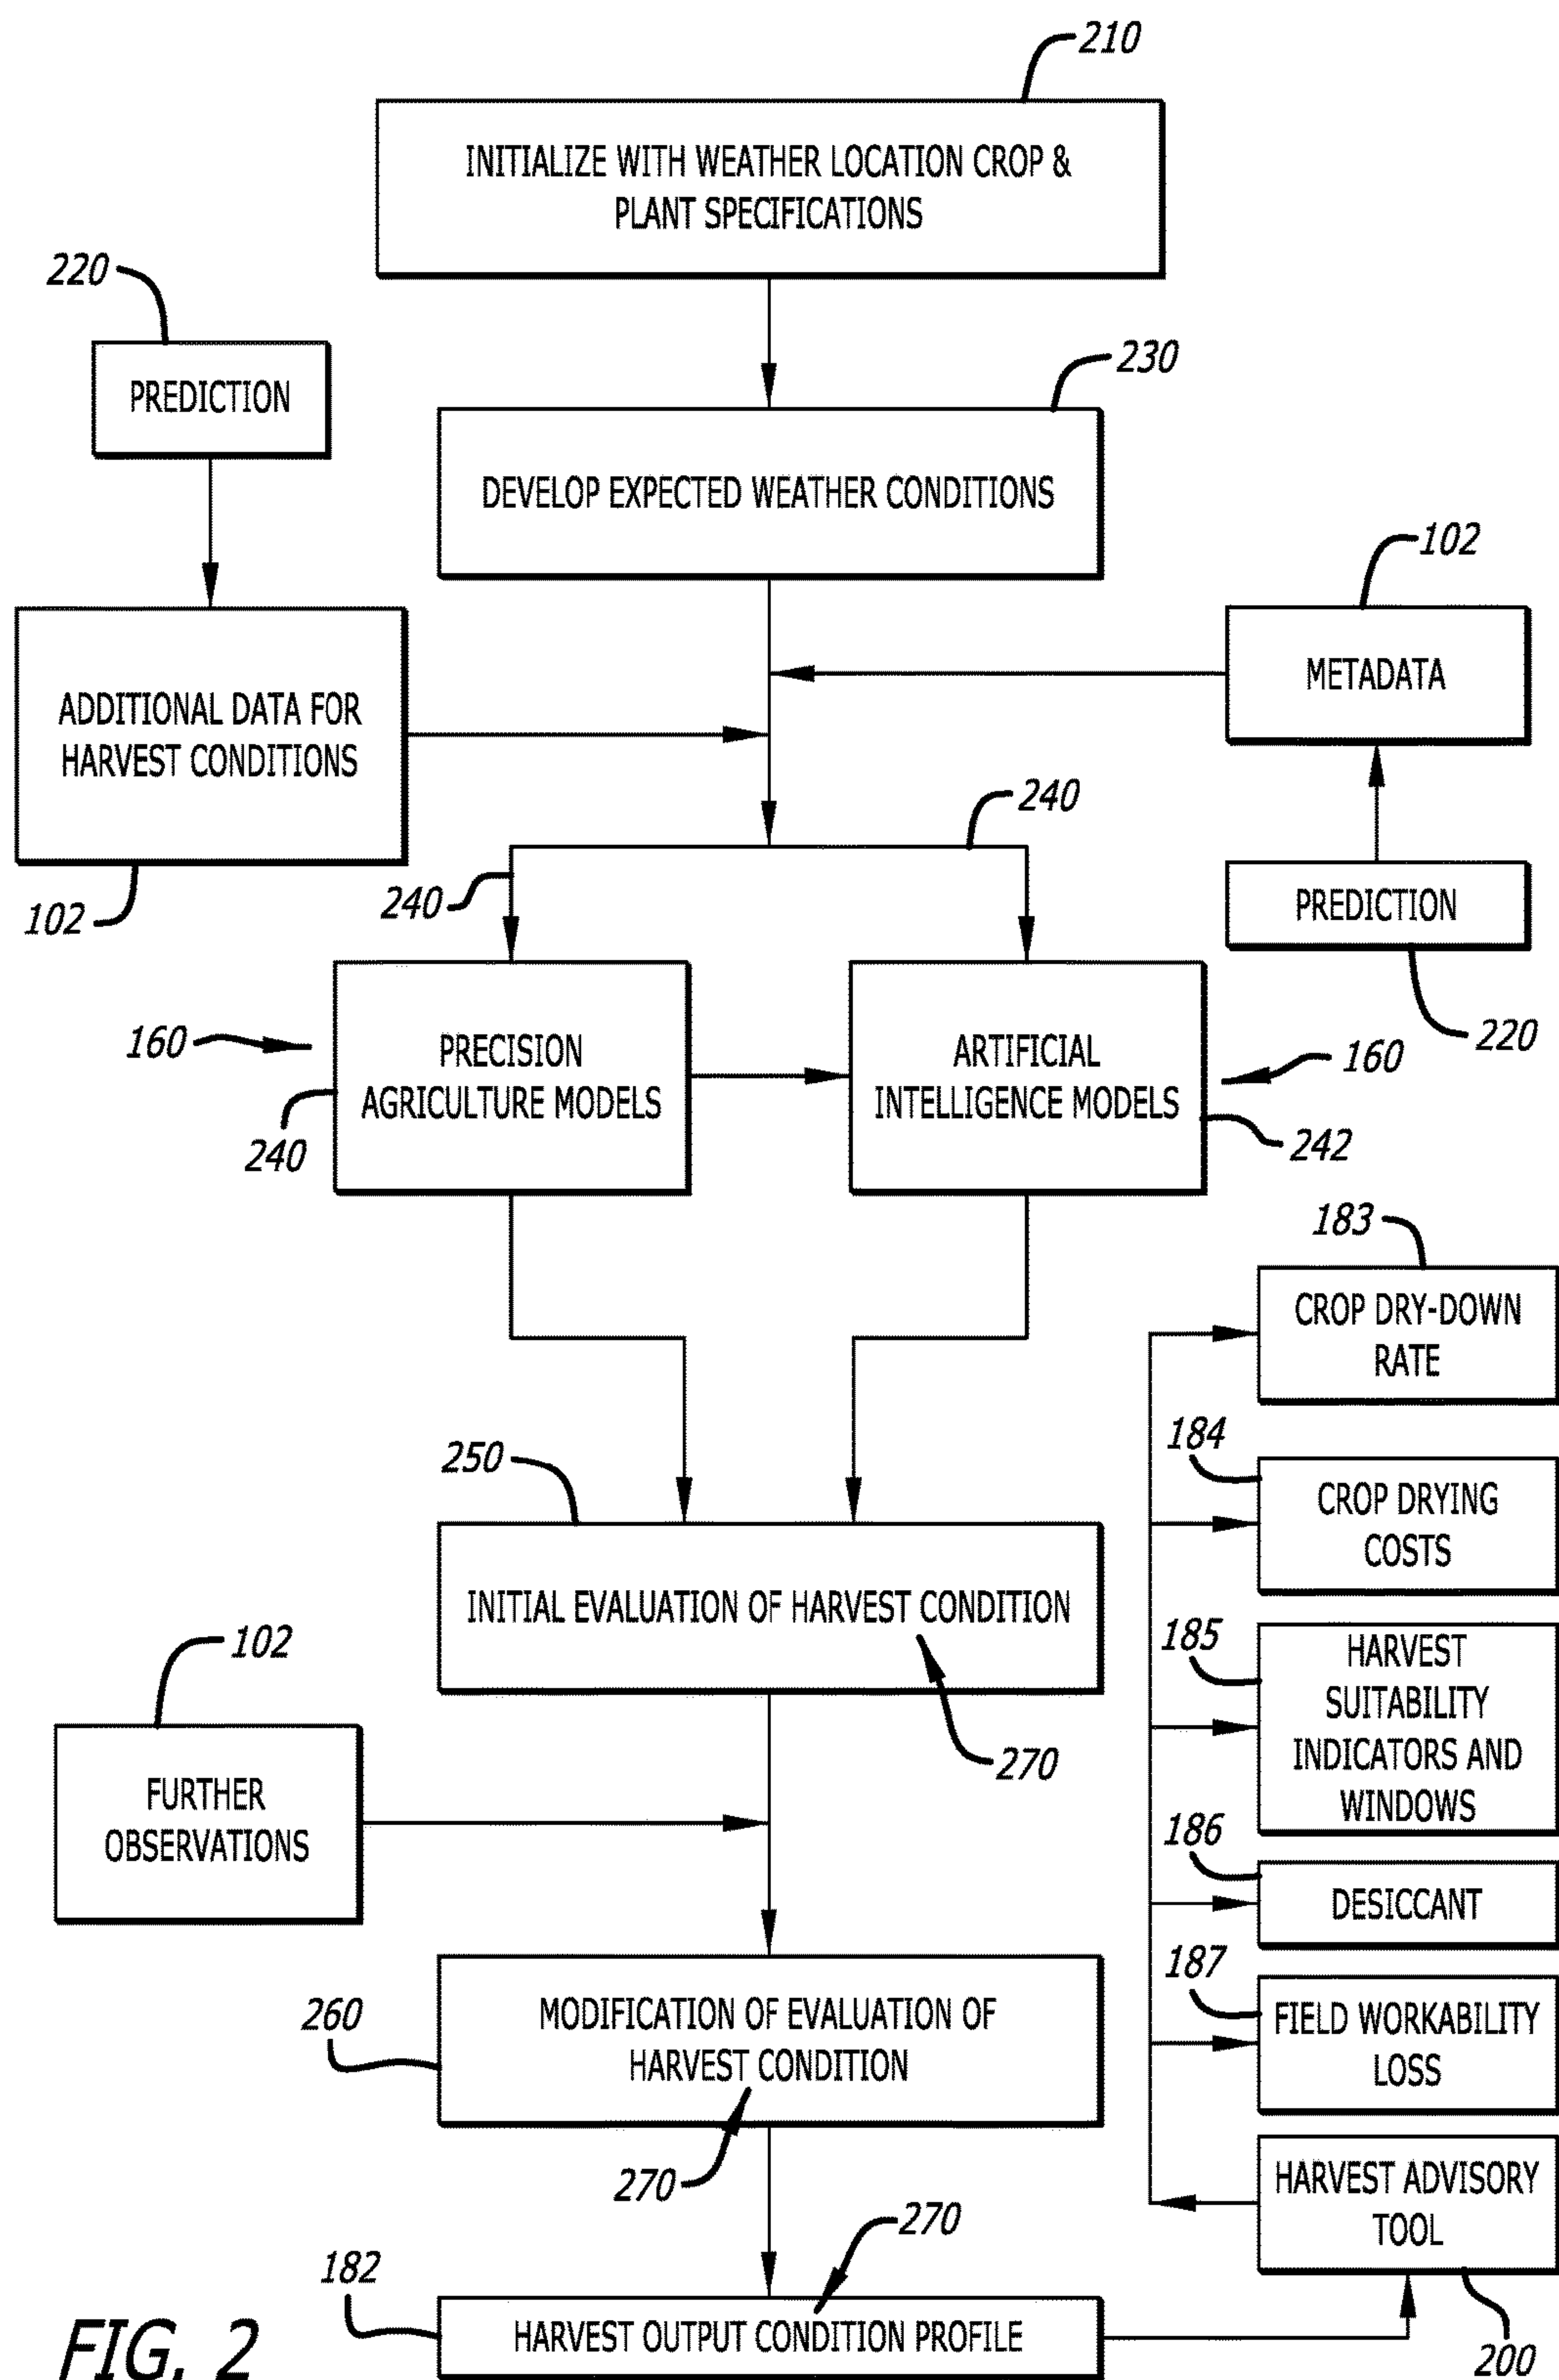 210
INITIALIZE WITH WEATHER LOCATION CROP &
PLANT SPECIFICATIONS
220
PREDICTION
230
DEVELOP EXPECTED WEATHER CONDITIONS
102
METADATA
ADDITIONAL DATA FOR
HARVEST CONDITIONS
102
240
240
PREDICTION
220
160
PRECISION
AGRICULTURE MODELS
240
ARTIFICIAL
INTELLIGENCE MODELS
160
242
183
CROP DRY-DOWN
RATE
184
CROP DRYING
COSTS
250
INITIAL EVALUATION OF HARVEST CONDITION
270
185
HARVEST
SUITABILITY
INDICATORS AND
WINDOWS
102
FURTHER
OBSERVATIONS
186
DESICCANT
187
FIELD WORKABILITY
LOSS
260
MODIFICATION OF EVALUATION OF
HARVEST CONDITION
270
HARVEST ADVISORY
TOOL
200
270
182
HARVEST OUTPUT CONDITION PROFILE
FIG. 2